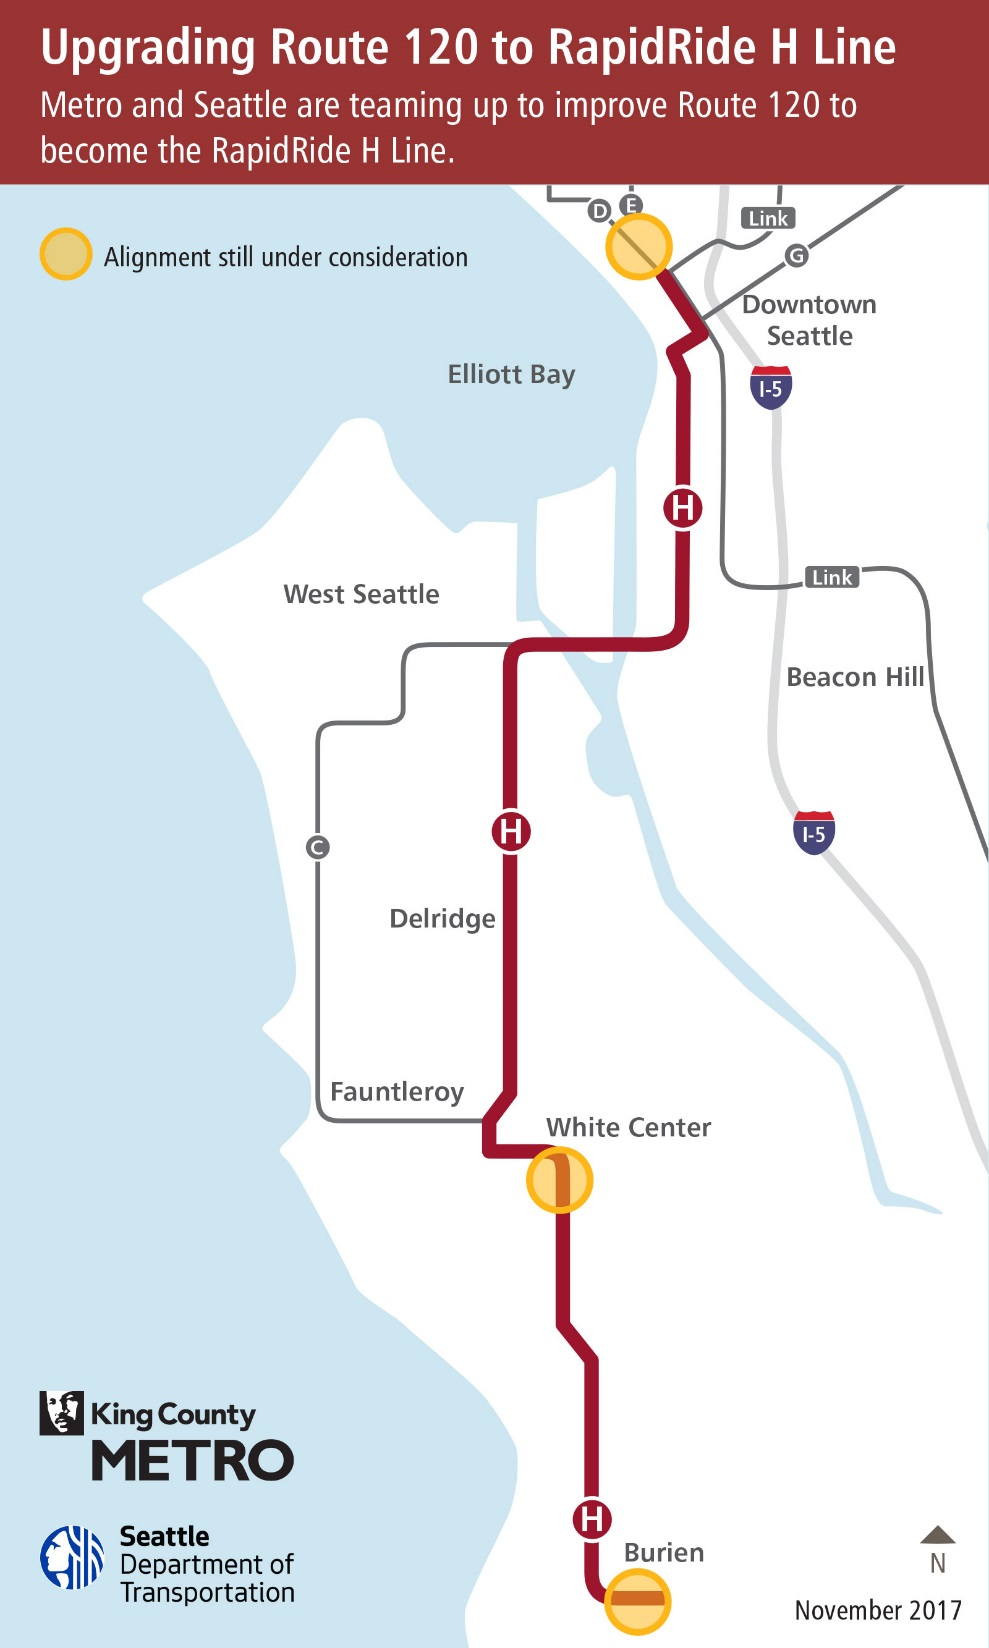 Upgrading Route 120 to RapidRide H Line
Metro and Seattle are teaming up to improve Route 120 to
become the RapidRide H Line.
D
E
Link
Alignment still under consideration
G
Downtown
Seattle
Elliott Bay
I-5
H
Link
West Seattle
Beacon Hill
I-5
H
C
Delridge
Fauntleroy
White Center
King County
METRO
H
Seattle
Department of
Transportation
Burien
N
November 2017